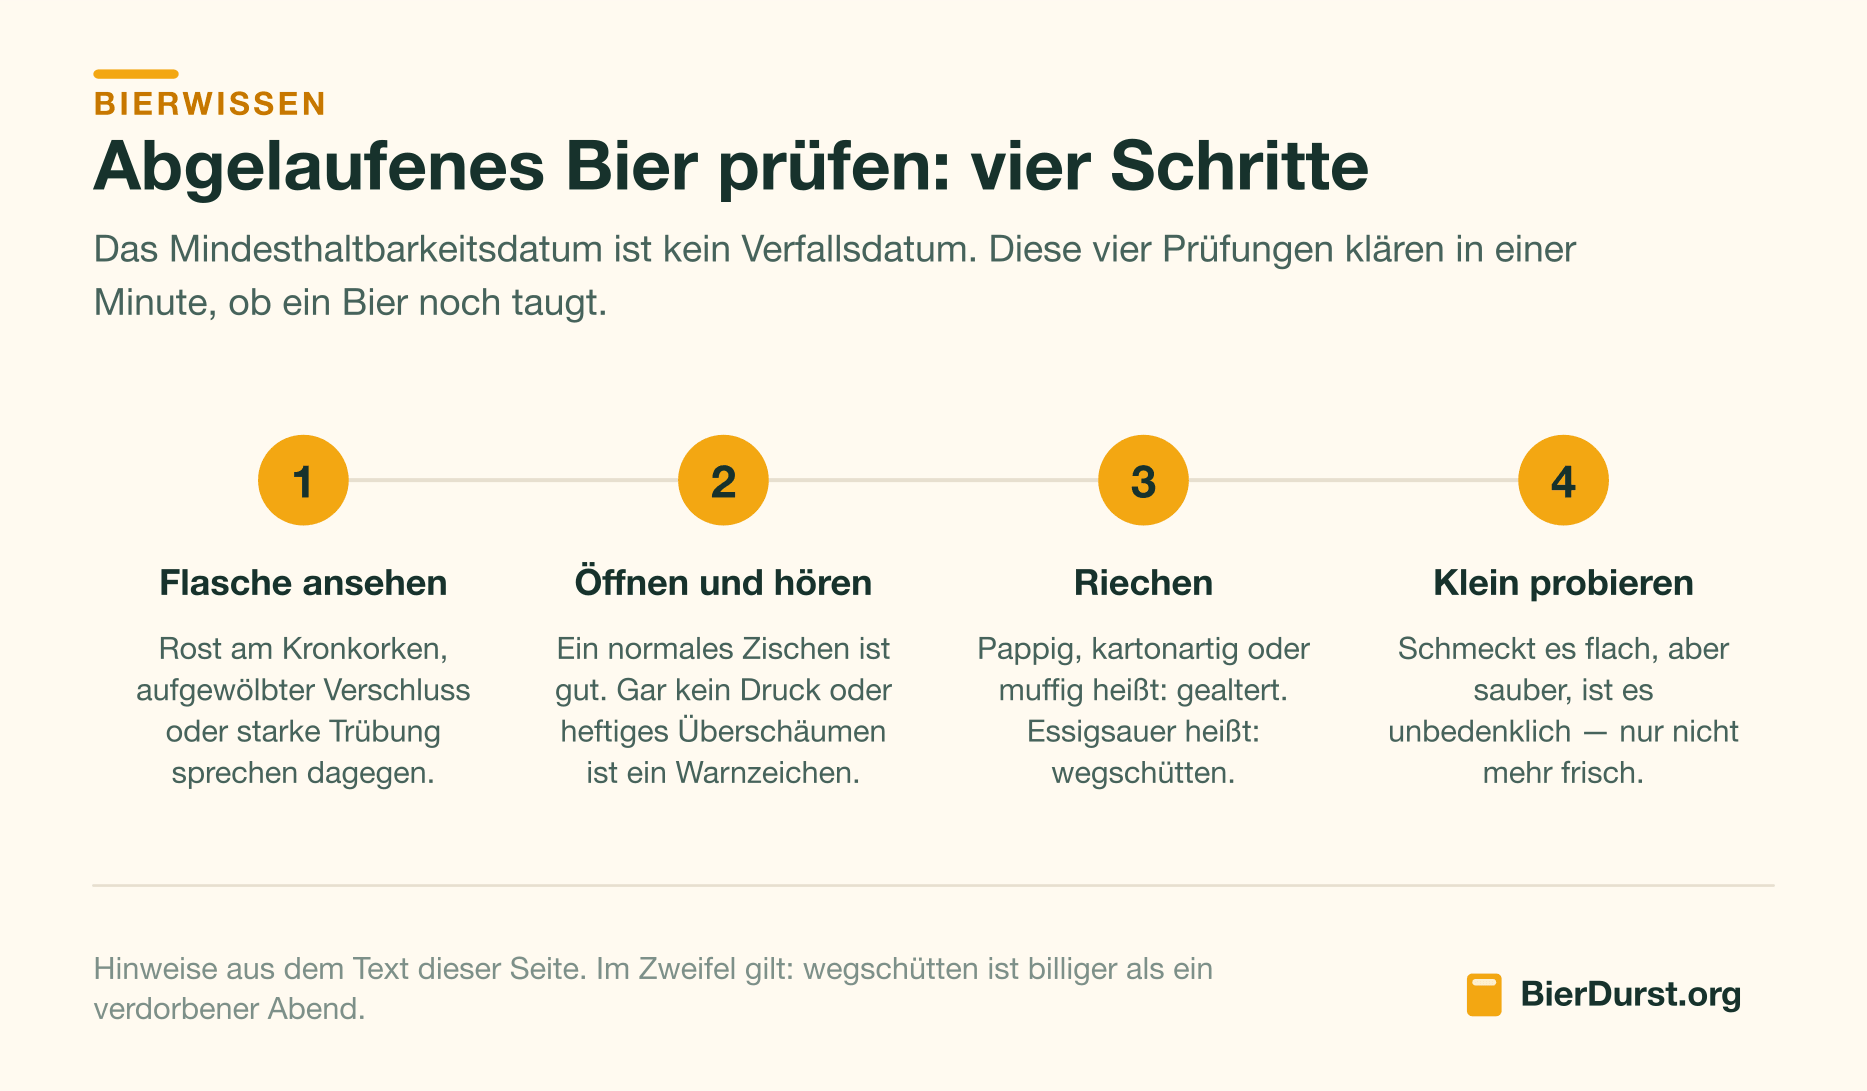 BIERWISSEN
Abgelaufenes Bier prüfen: vier Schritte
Das Mindesthaltbarkeitsdatum ist kein Verfallsdatum. Diese vier Prüfungen klären in einer
Minute, ob ein Bier noch taugt.
1
Flasche ansehen
Rost am Kronkorken,
aufgewölbter Verschluss
oder starke Trübung
sprechen dagegen.
2
Öffnen und hören
Ein normales Zischen ist
gut. Gar kein Druck oder
heftiges Überschäumen
ist ein Warnzeichen.
3
Riechen
Pappig, kartonartig oder
muffig heißt: gealtert.
Essigsauer heißt:
wegschütten.
4
Klein probieren
Schmeckt es flach, aber
sauber, ist es
unbedenklich — nur nicht
mehr frisch.
Hinweise aus dem Text dieser Seite. Im Zweifel gilt: wegschütten ist billiger als ein
verdorbener Abend.
BierDurst.org